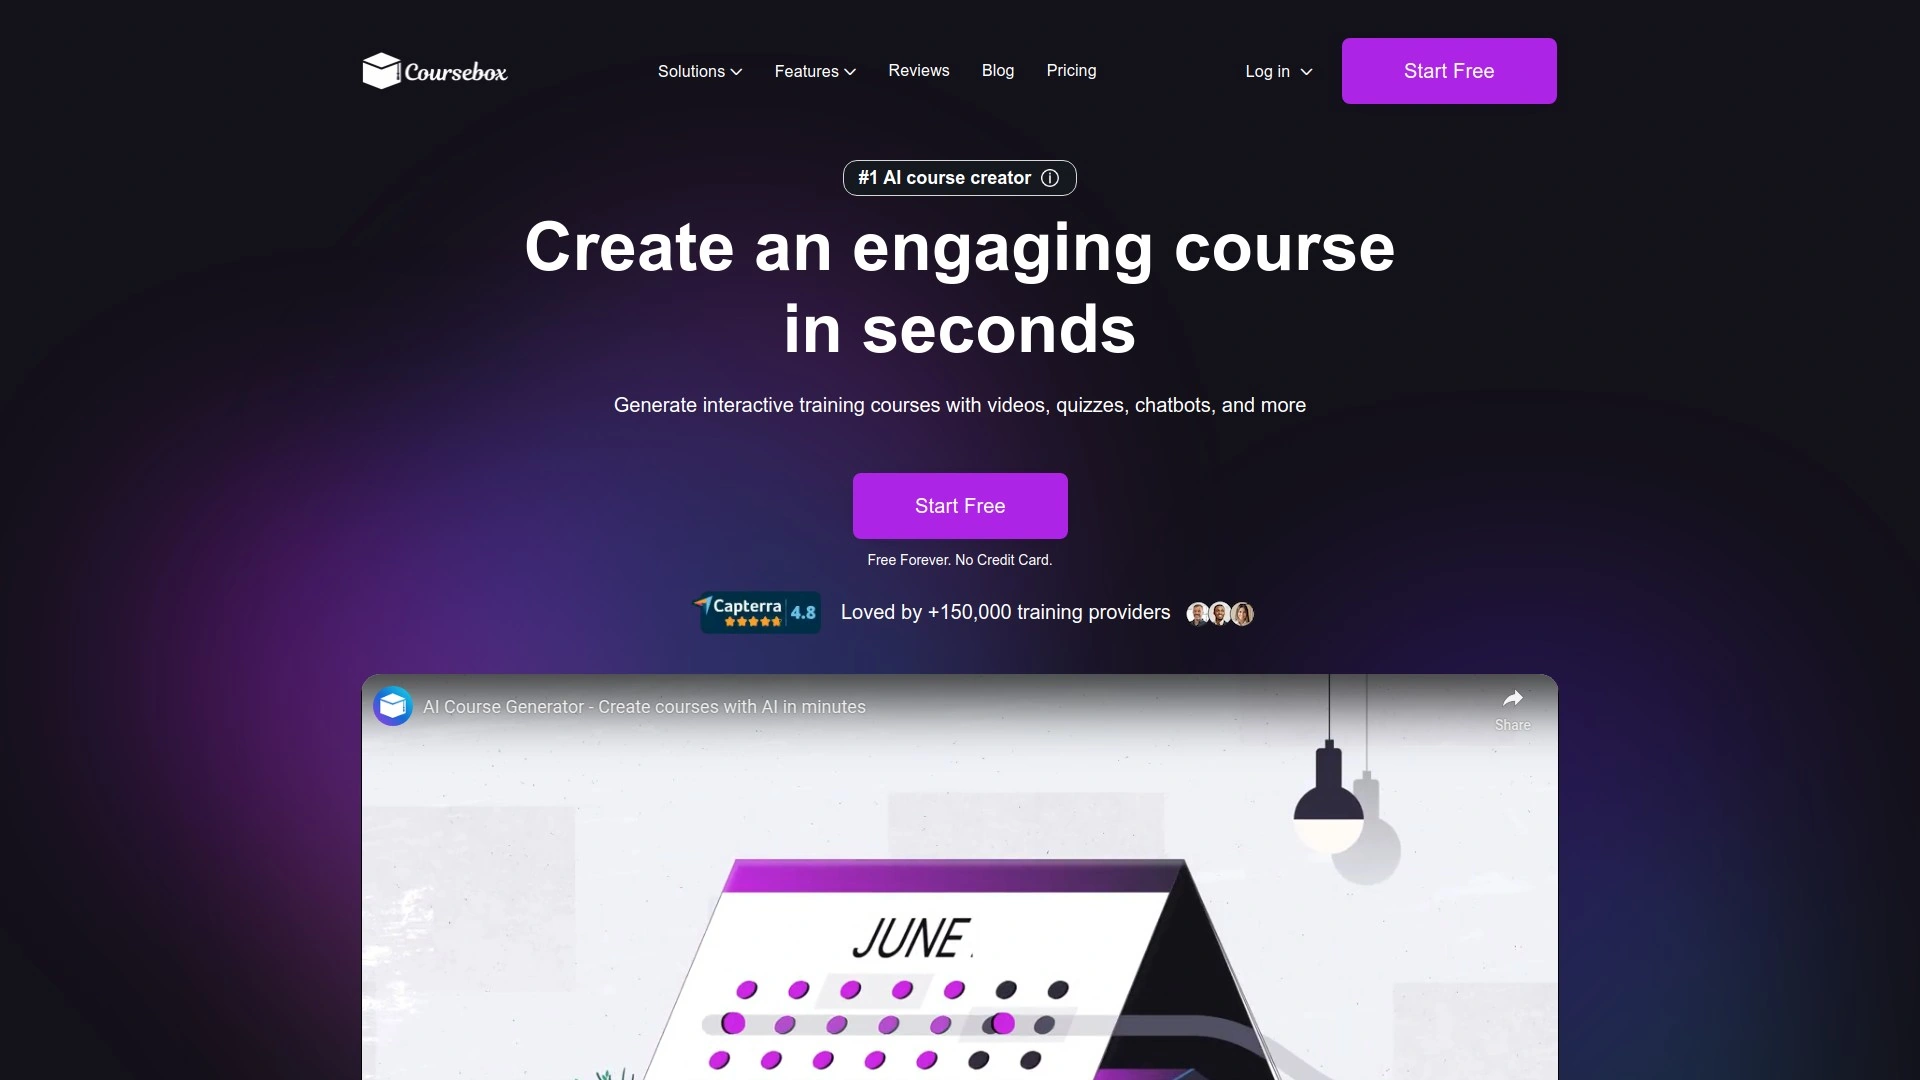 Coursebox
Solutions
Features
Reviews
Blog
Pricing
Log in
Start Free
#1 AI course creator
Create an engaging course
in seconds
Generate interactive training courses with videos, quizzes, chatbots, and more
Start Free
Free Forever. No Credit Card.
Capterra
4.8
Loved by +150,000 training providers
AI Course Generator - Create courses with AI in minutes
Share
JUNE